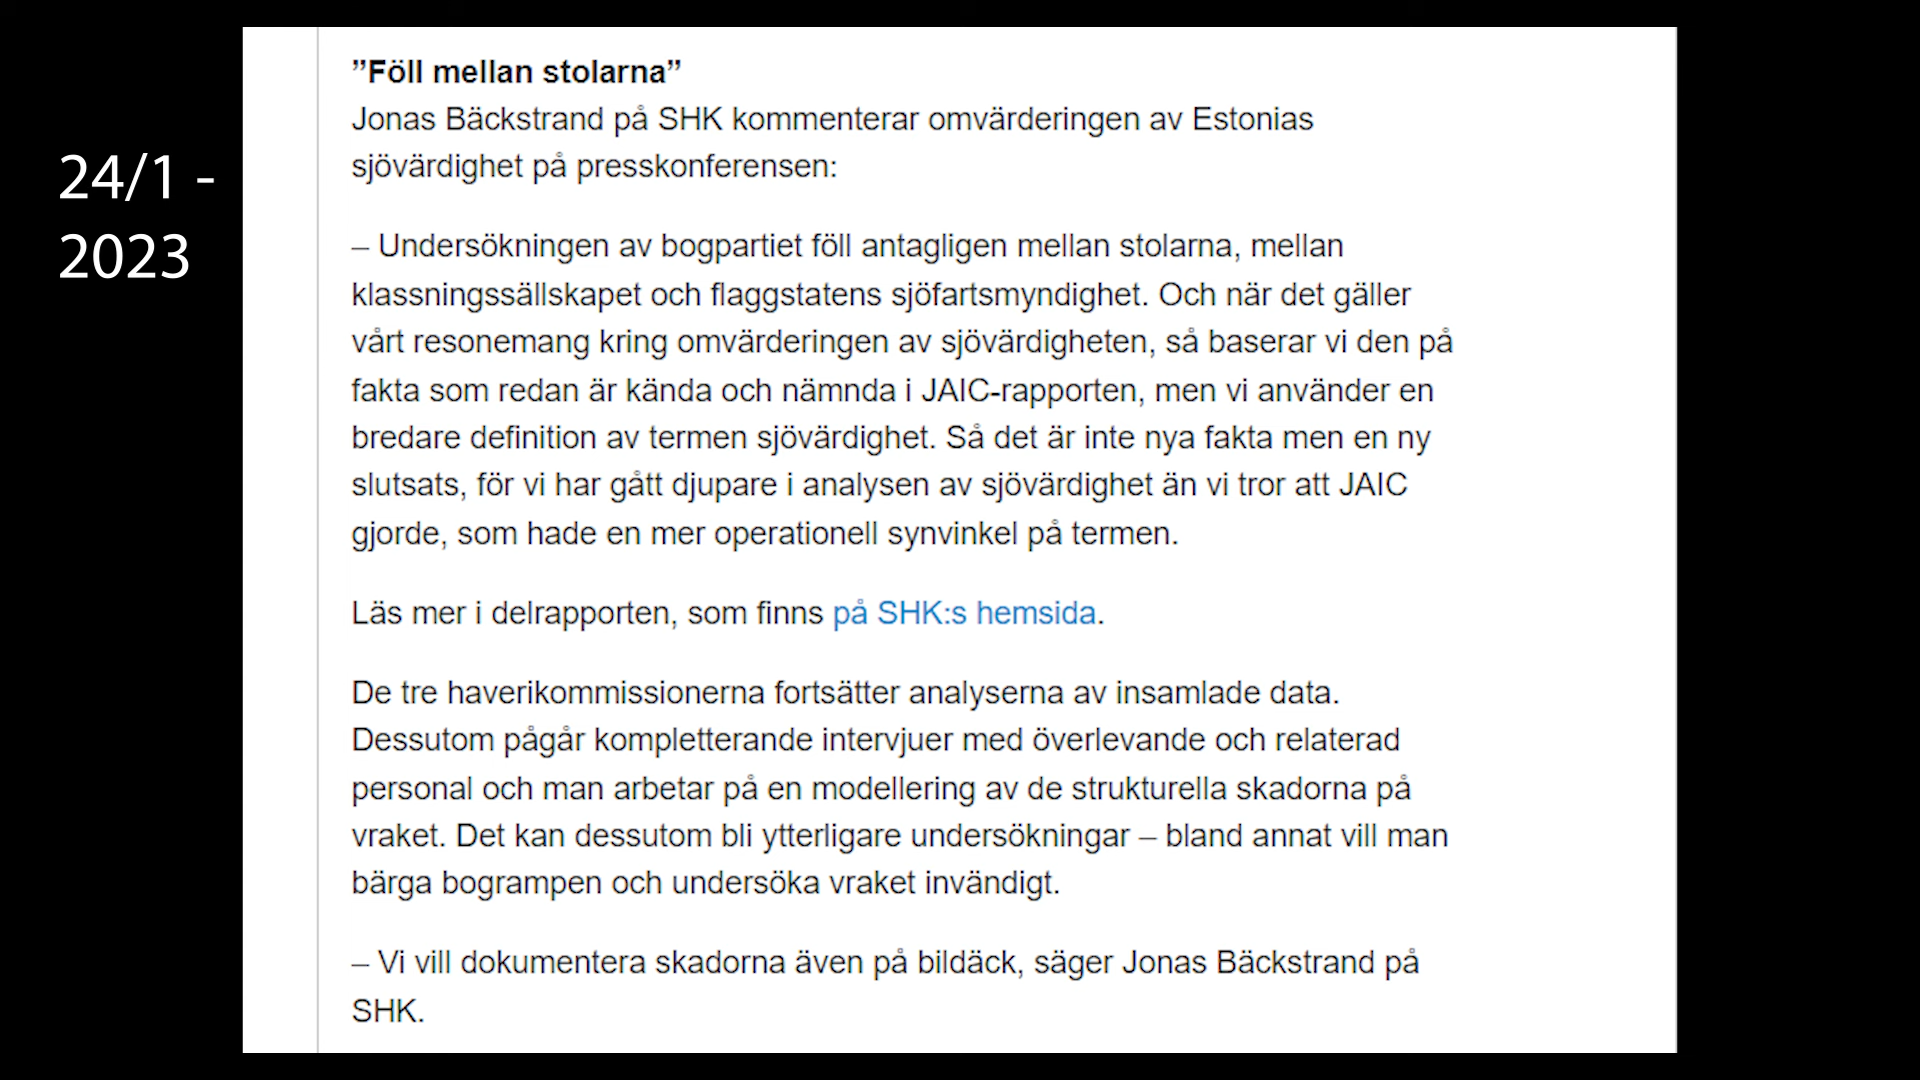 24/1 -
2023
”Föll mellan stolarna”
Jonas Bäckstrand på SHK kommenterar omvärderingen av Estonias
sjövärdighet på presskonferensen:
– Undersökningen av bogpartiet föll antagligen mellan stolarna, mellan
klassningssällskapet och flaggstatens sjöfartsmyndighet. Och när det gäller
vårt resonemang kring omvärderingen av sjövärdigheten, så baserar vi den på
fakta som redan är kända och nämnda i JAIC-rapporten, men vi använder en
bredare definition av termen sjövärdighet. Så det är inte nya fakta men en ny
slutsats, för vi har gått djupare i analysen av sjövärdighet än vi tror att JAIC
gjorde, som hade en mer operationell synvinkel på termen.
Läs mer i delrapporten, som finns på SHK:s hemsida.
De tre haverikommissionerna fortsätter analyserna av insamlade data.
Dessutom pågår kompletterande intervjuer med överlevande och relaterad
personal och man arbetar på en modellering av de strukturella skadorna på
vraket. Det kan dessutom bli ytterligare undersökningar – bland annat vill man
bärga bogrampen och undersöka vraket invändigt.
– Vi vill dokumentera skadorna även på bildäck, säger Jonas Bäckstrand på
SHK.